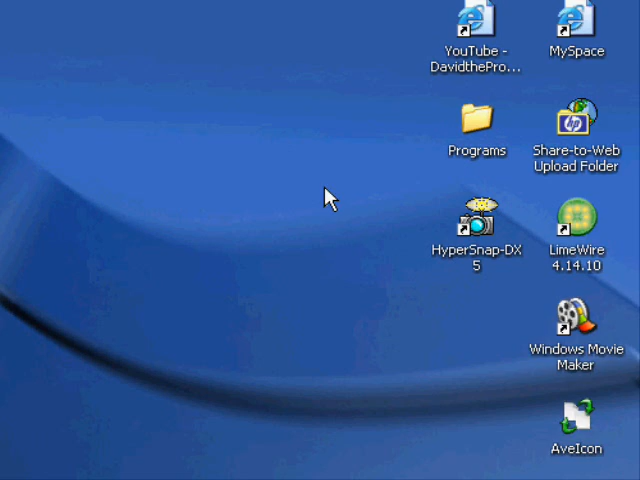 YouTube -
DavidthePro...
MySpace
Programs
Share-to-Web
Upload Folder
hp
HyperSnap-DX
5
LimeWire
4.14.10
Windows Movie
Maker
AveIcon